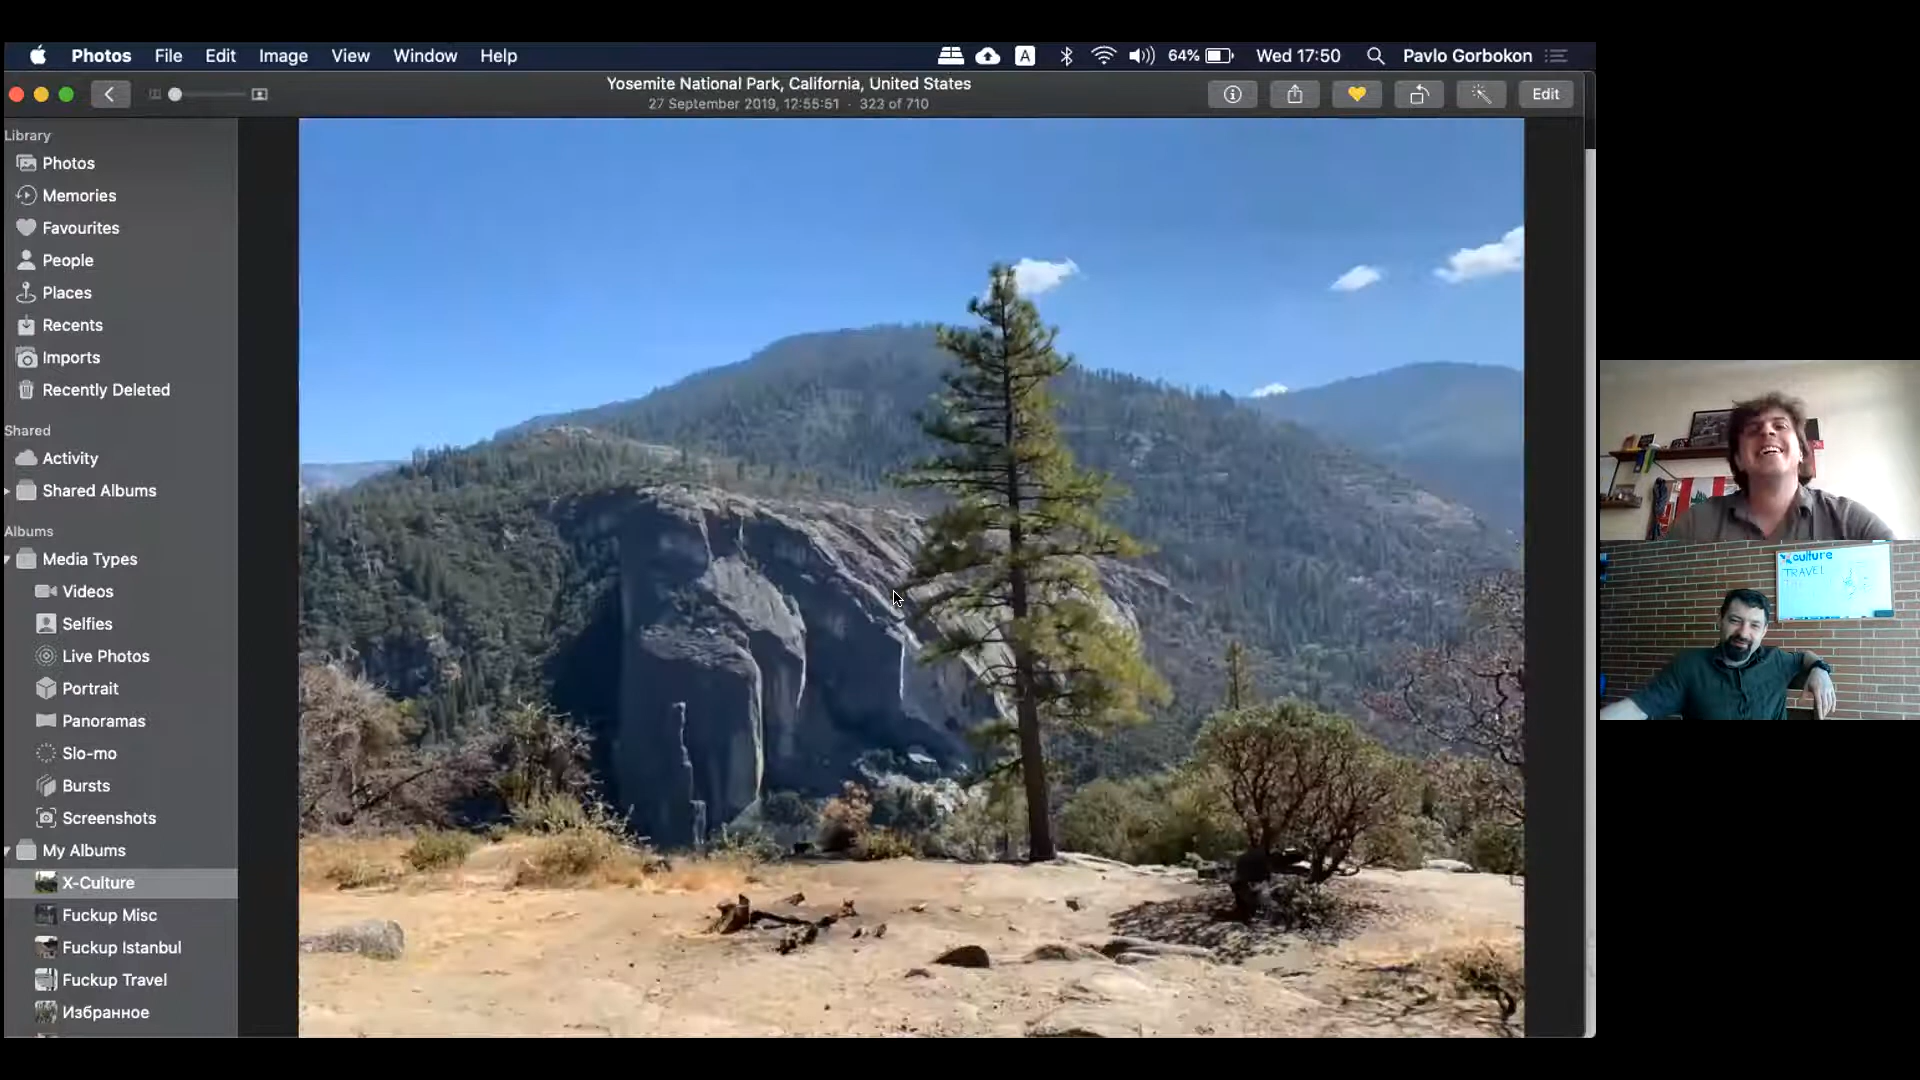 Photos File Edit Image View Window Help
A 64% Wed 17:50 Pavlo Gorbokon
Yosemite National Park, California, United States
27 September 2019, 12:55:51 · 323 of 710
Edit
Library
Photos
Memories
Favourites
People
Places
Recents
Imports
Recently Deleted
Shared
Activity
Shared Albums
Albums
Media Types
Videos
Selfies
Live Photos
Portrait
Panoramas
Slo-mo
Bursts
Screenshots
My Albums
X-Culture
Fuckup Misc
Fuckup Istanbul
Fuckup Travel
Избранное
culture
TRAVEL